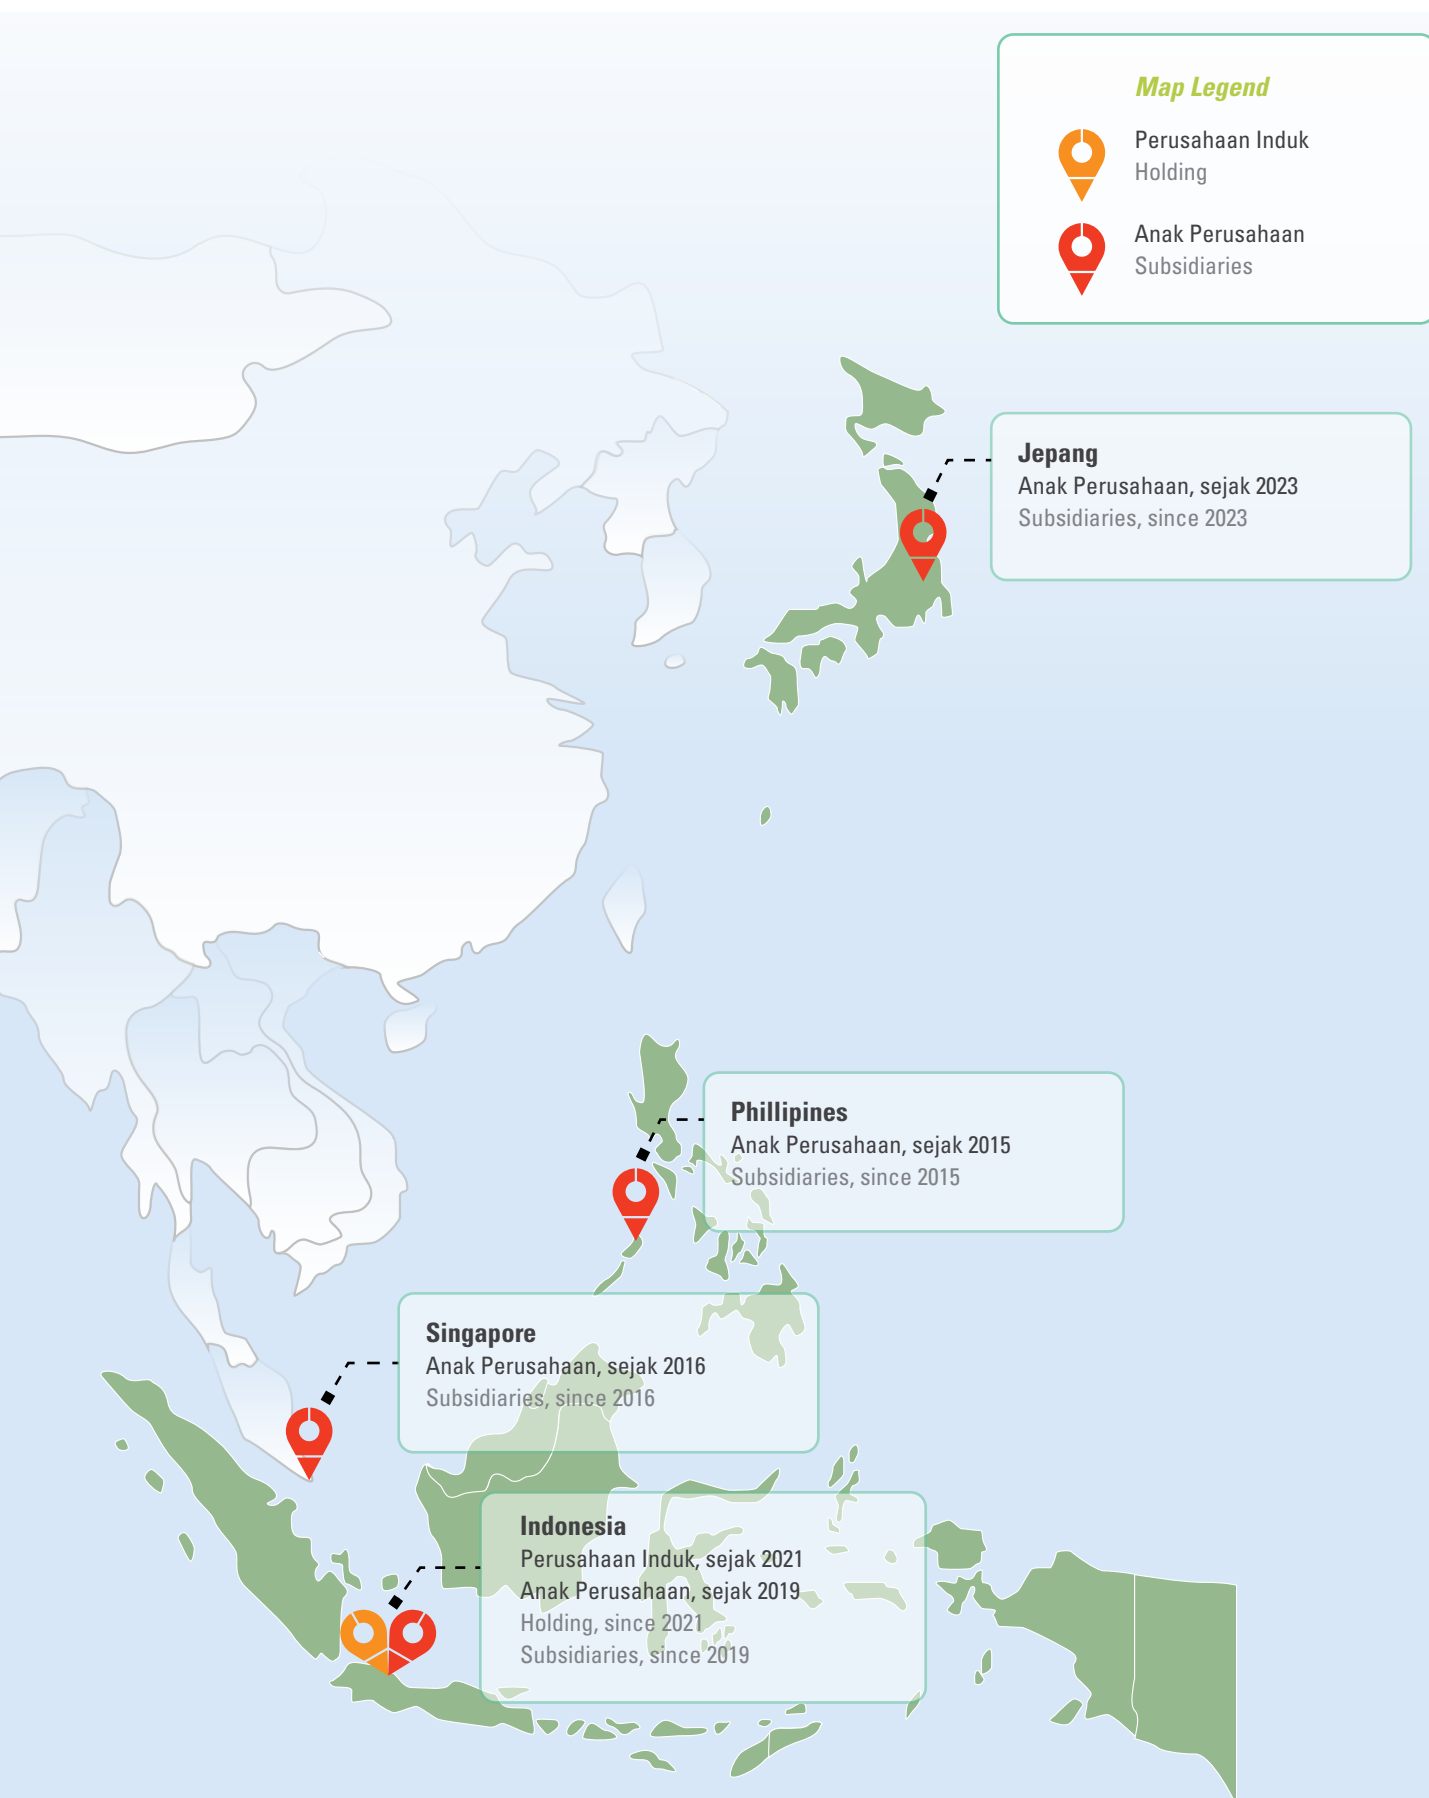 Map Legend
Perusahaan Induk
Holding
Anak Perusahaan
Subsidiaries
Jepang
Anak Perusahaan, sejak 2023
Subsidiaries, since 2023
Phillipines
Anak Perusahaan, sejak 2015
Subsidiaries, since 2015
Singapore
Anak Perusahaan, sejak 2016
Subsidiaries, since 2016
Indonesia
Perusahaan Induk, sejak 2021
Anak Perusahaan, sejak 2019
Holding, since 2021
Subsidiaries, since 2019